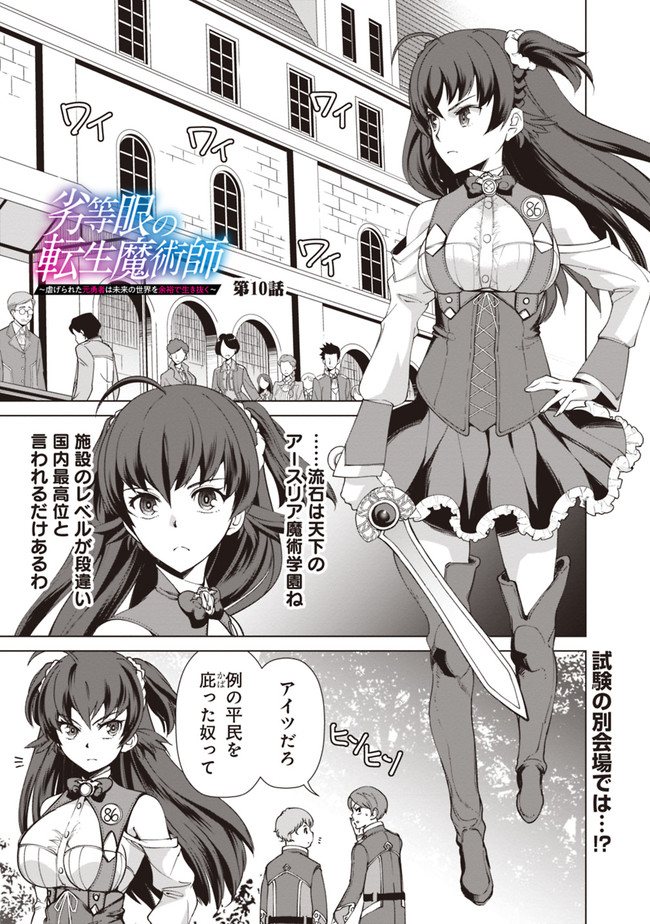 ワイ
ワイ
ワイ
劣等眼の
転生魔術師
～虐げられた元勇者は未来の世界を余裕で生き抜く～
第10話
86
……流石は天下の
アースリア魔術学園ね
施設のレベルが段違い
国内最高位と
言われるだけあるわ
試験の別会場では…!?
アイツだろ
例の平民を
庇った奴って
かば
ヒソヒソ
86